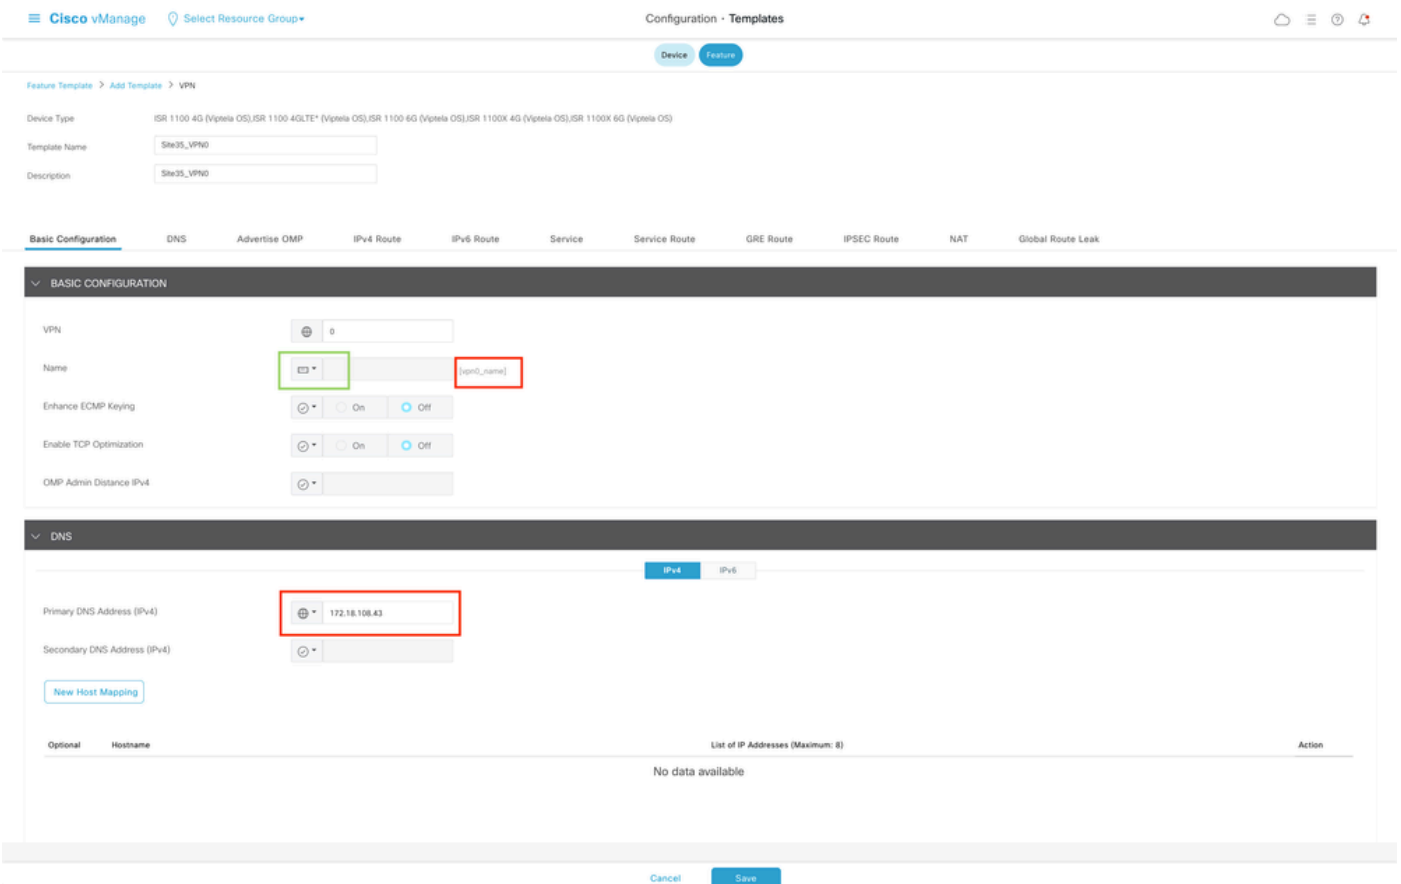 Cisco vManage Select Resource Group Configuration · Templates
Device Feature
Feature Template > Add Template > VPN
Device Type ISR 1100 4G (Viptela OS),ISR 1100 4GLTE* (Viptela OS),ISR 1100 6G (Viptela OS),ISR 1100X 4G (Viptela OS),ISR 1100X 6G (Viptela OS)
Template Name Site35_VPN0
Description Site35_VPN0
Basic Configuration DNS Advertise OMP IPv4 Route IPv6 Route Service Service Route GRE Route IPSEC Route NAT Global Route Leak
BASIC CONFIGURATION
VPN 0
Name [vpn0_name]
Enhance ECMP Keying On Off
Enable TCP Optimization On Off
OMP Admin Distance IPv4
DNS
IPv4 IPv6
Primary DNS Address (IPv4) 172.18.108.43
Secondary DNS Address (IPv4)
New Host Mapping
Optional Hostname List of IP Addresses (Maximum: 8) Action
No data available
Cancel Save